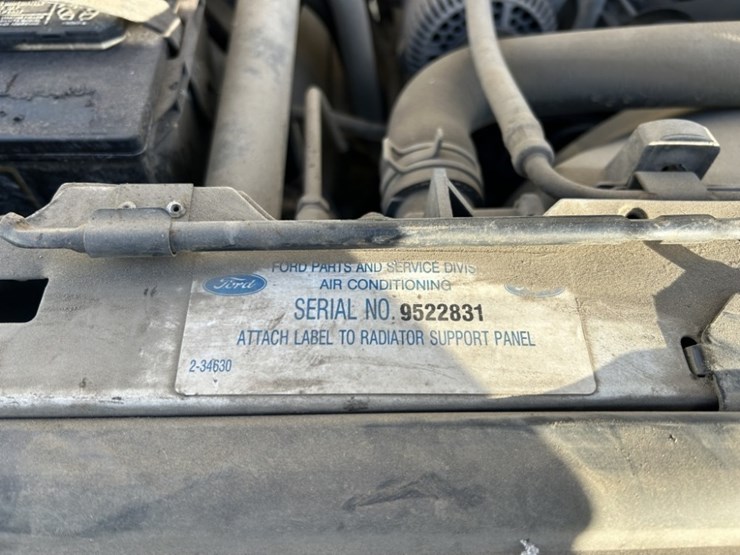 FORD PARTS AND SERVICE DIVIS
Ford
AIR CONDITIONING
SERIAL NO. 9522831
ATTACH LABEL TO RADIATOR SUPPORT PANEL
2-34630